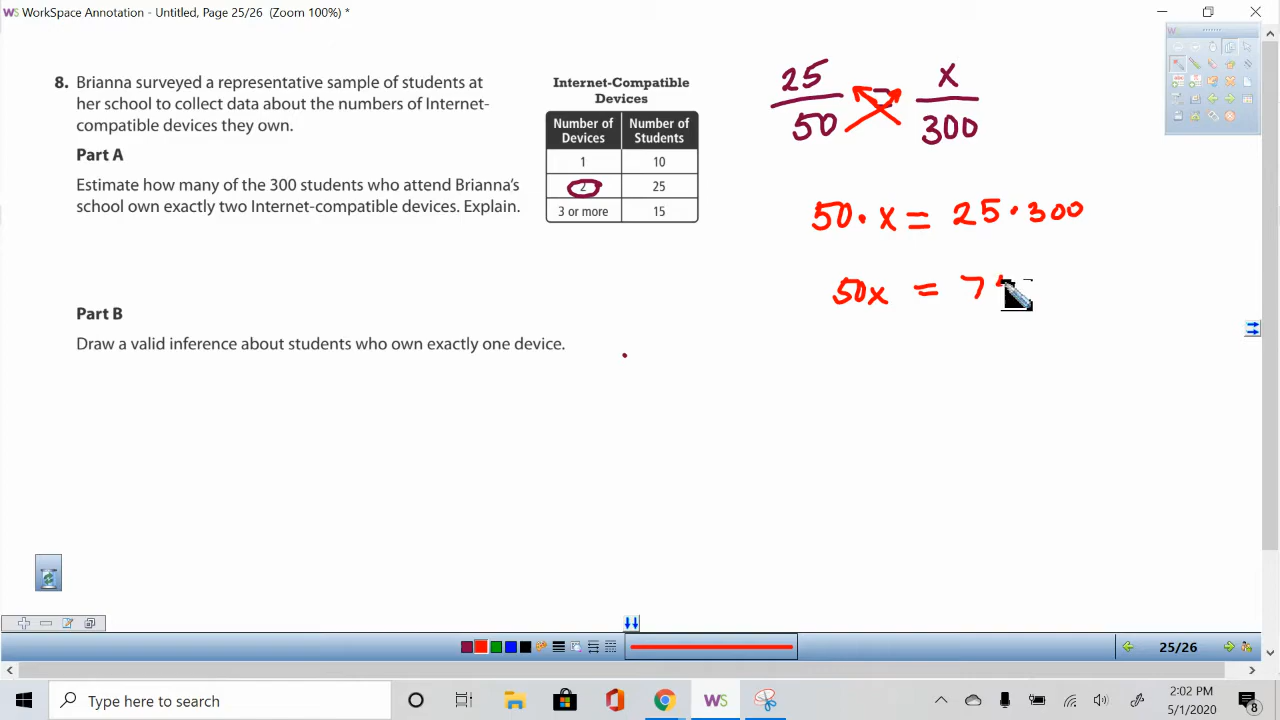 WS WorkSpace Annotation - Untitled, Page 25/26 (Zoom 100%) *
8. Brianna surveyed a representative sample of students at
her school to collect data about the numbers of Internet-
compatible devices they own.
Part A
Estimate how many of the 300 students who attend Brianna's
school own exactly two Internet-compatible devices. Explain.
Internet-Compatible
Devices
Number of Devices Number of Students
1 10
2 25
3 or more 15
Part B
Draw a valid inference about students who own exactly one device.
25/50 = x/300
50 · x = 25 · 300
50x = 7
25/26
Type here to search
WS
2:02 PM
5/1/2020
8